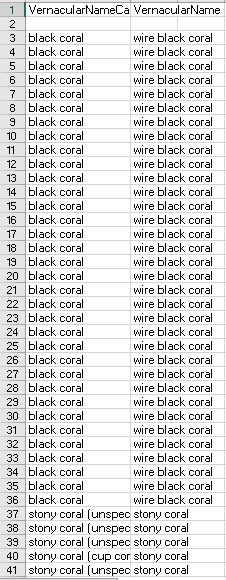 1 VernacularNameCa VernacularName
2
3 black coral wire black coral
4 black coral wire black coral
5 black coral wire black coral
6 black coral wire black coral
7 black coral wire black coral
8 black coral wire black coral
9 black coral wire black coral
10 black coral wire black coral
11 black coral wire black coral
12 black coral wire black coral
13 black coral wire black coral
14 black coral wire black coral
15 black coral wire black coral
16 black coral wire black coral
17 black coral wire black coral
18 black coral wire black coral
19 black coral wire black coral
20 black coral wire black coral
21 black coral wire black coral
22 black coral wire black coral
23 black coral wire black coral
24 black coral wire black coral
25 black coral wire black coral
26 black coral wire black coral
27 black coral wire black coral
28 black coral wire black coral
29 black coral wire black coral
30 black coral wire black coral
31 black coral wire black coral
32 black coral wire black coral
33 black coral wire black coral
34 black coral wire black coral
35 black coral wire black coral
36 black coral wire black coral
37 stony coral (unspec stony coral
38 stony coral (unspec stony coral
39 stony coral (unspec stony coral
40 stony coral (cup cor stony coral
41 stony coral (unspec stony coral